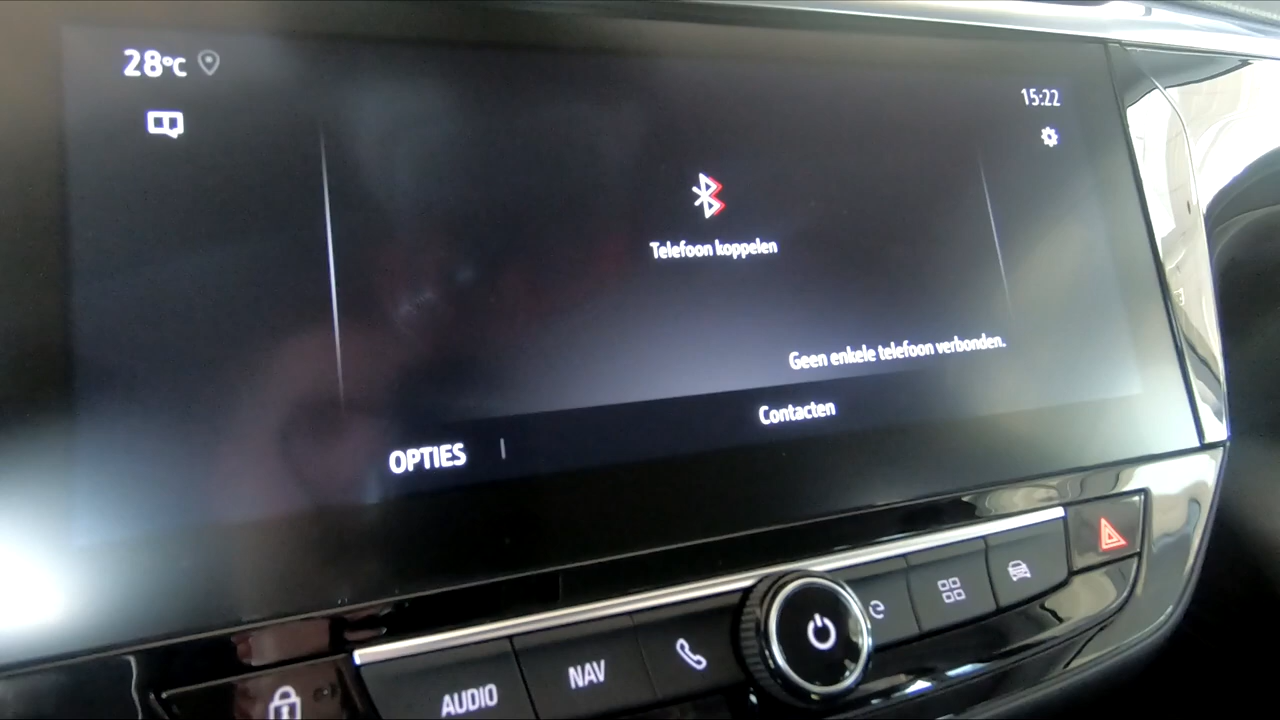 28°C
15:22
Telefoon koppelen
Geen enkele telefoon verbonden.
Contacten
OPTIES
AUDIO
NAV